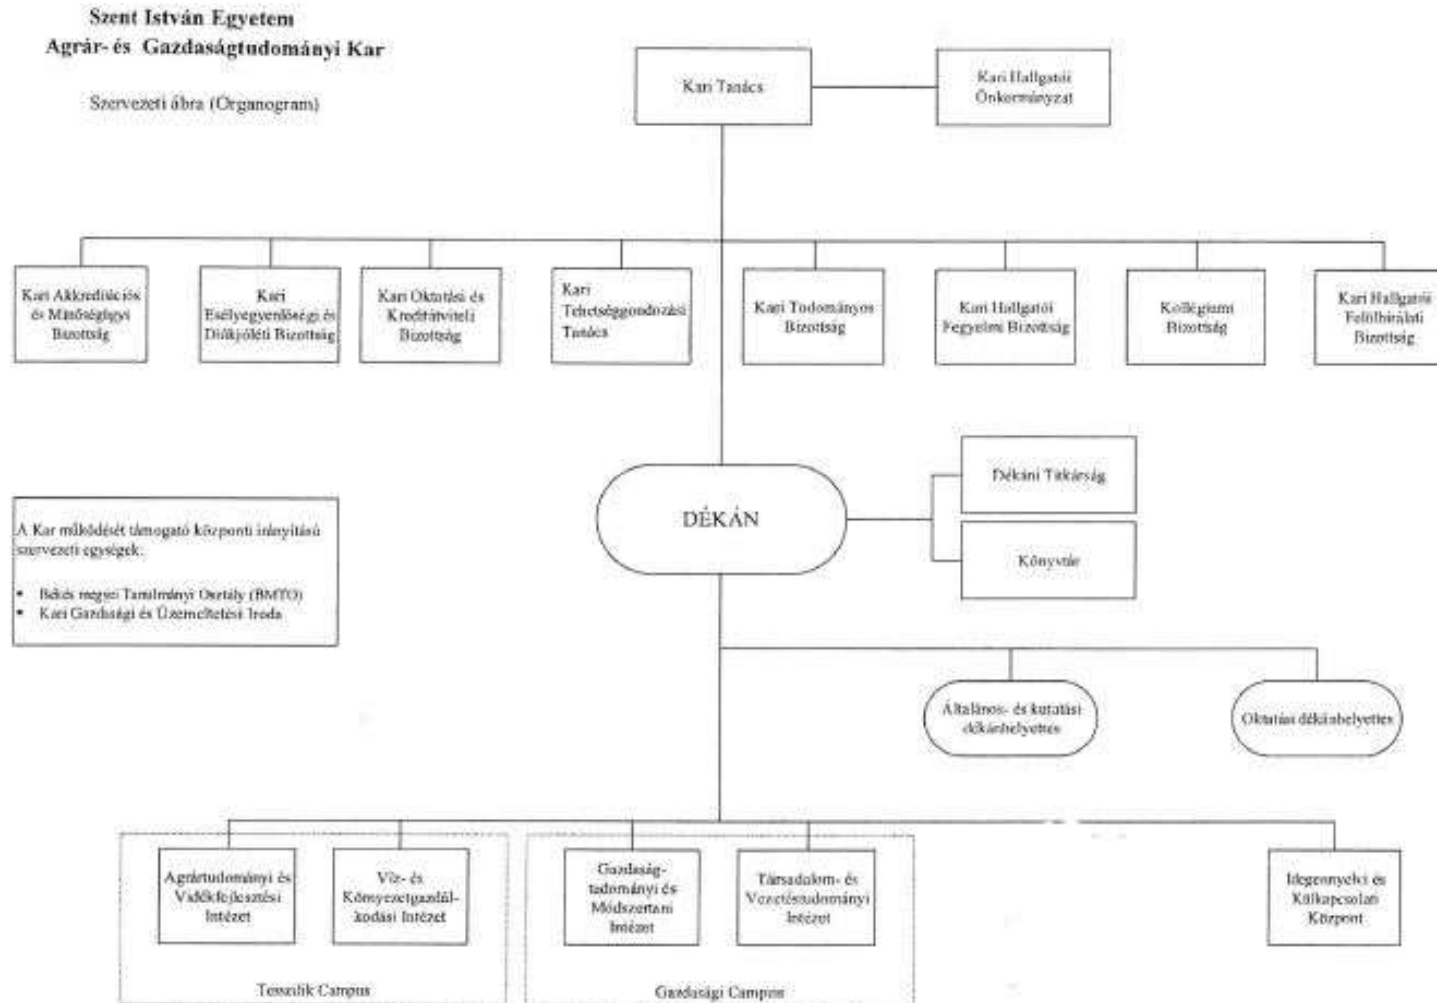 Szent István Egyetem
Agrár- és Gazdaságtudományi Kar
Szervezeti ábra (Organogram)
Kari Tanács
Kari Hallgatói
Önkormányzat
Kari Akkreditációs
és Minőségügyi
Bizottság
Kari
Esélyegyenlőségi és
Diákjóléti Bizottság
Kari Oktatási és
Kreditátviteli
Bizottság
Kari
Tehetséggondozási
Tanács
Kari Tudományos
Bizottság
Kari Hallgatói
Fegyelmi Bizottság
Kollégiumi
Bizottság
Kari Hallgatói
Felülbírálati
Bizottság
DÉKÁN
Dékáni Titkárság
Könyvtár
A Kar működését támogató központi irányítású
szervezeti egységek:
▪ Békés megyei Tanulmányi Osztály (BMTO)
▪ Kari Gazdasági és Üzemeltetési Iroda
Általános- és kutatási
dékánhelyettes
Oktatási dékánhelyettes
Agrártudományi és
Vidékfejlesztési
Intézet
Víz- és
Környezetgazdál-
kodási Intézet
Gazdaság-
tudományi és
Módszertani
Intézet
Társadalom- és
Vezetéstudományi
Intézet
Idegennyelvi és
Külkapcsolati
Központ
Tessedik Campus
Gazdasági Campus